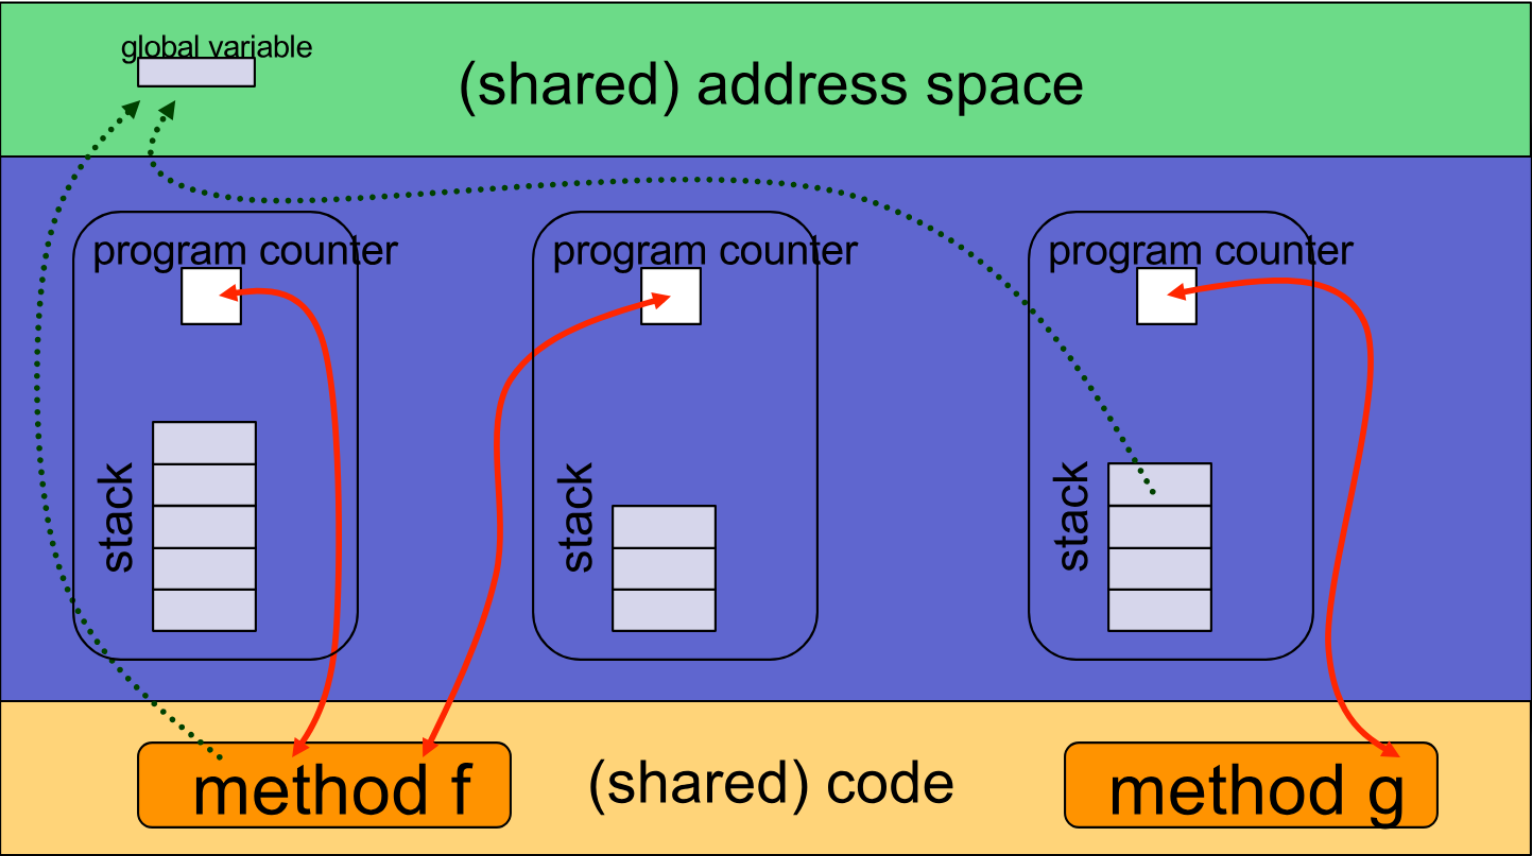 global variable
(shared) address space
program counter
program counter
program counter
stack
stack
stack
method f
(shared) code
method g